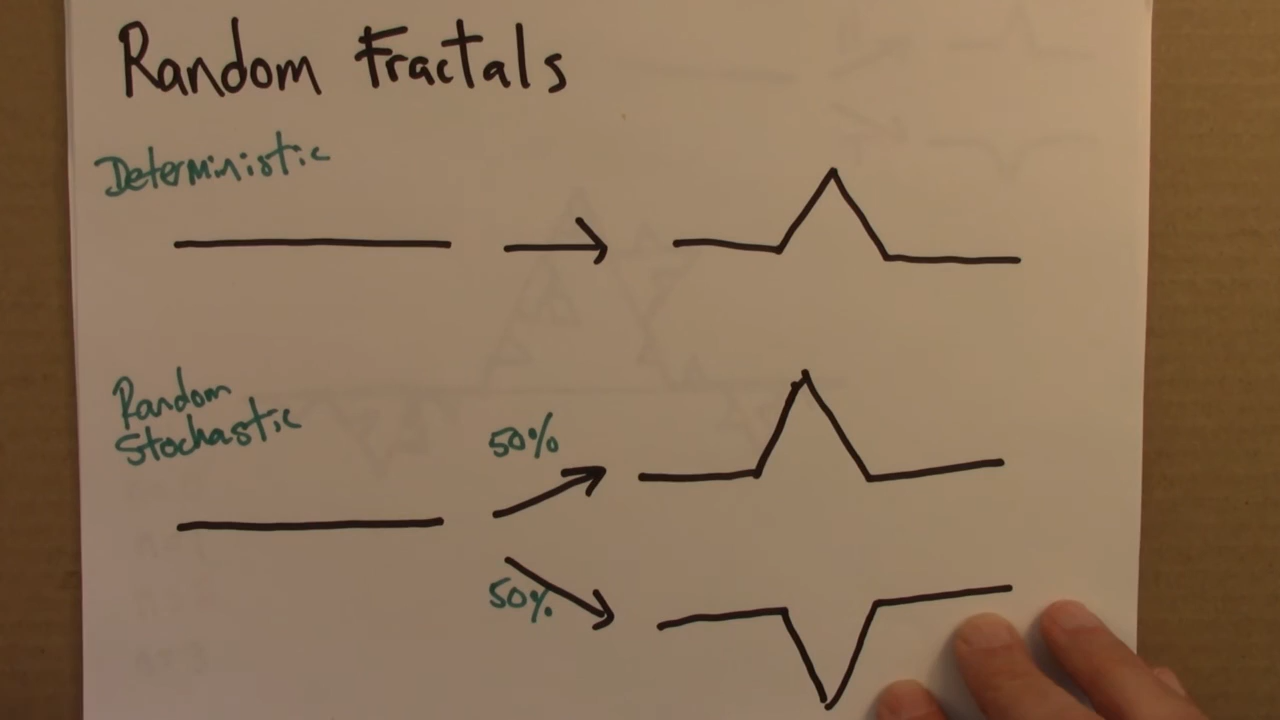 Random Fractals
Deterministic
Random
Stochastic
50%
50%